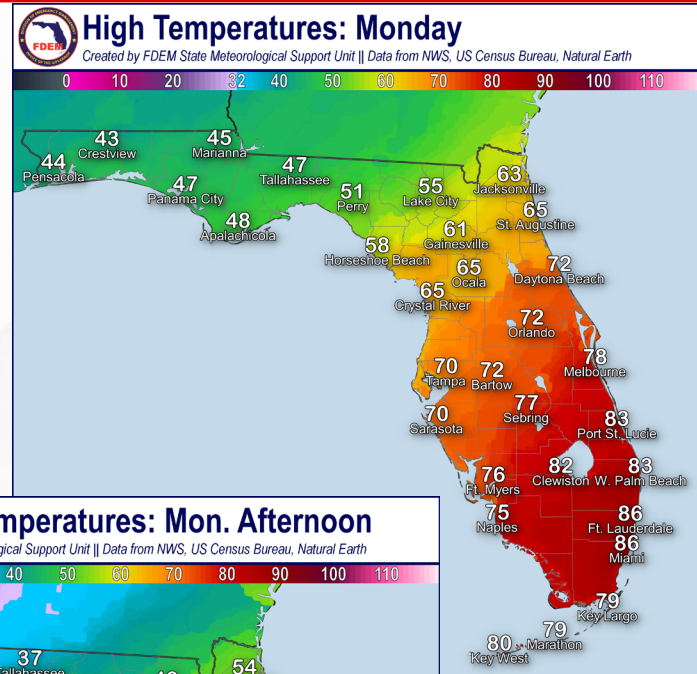 FDEM
High Temperatures: Monday
Created by FDEM State Meteorological Support Unit || Data from NWS, US Census Bureau, Natural Earth
0 10 20 32 40 50 60 70 80 90 100 110
43
Crestview
45
Marianna
44
Pensacola
47
Tallahassee
47
Panama City
51
Perry
55
Lake City
63
Jacksonville
48
Apalachicola
65
St. Augustine
61
Gainesville
58
Horseshoe Beach
65
Ocala
72
Daytona Beach
65
Crystal River
72
Orlando
78
Melbourne
70
Tampa
72
Bartow
77
Sebring
70
Sarasota
83
Port St. Lucie
82
Clewiston
83
W. Palm Beach
76
Ft. Myers
75
Naples
86
Ft. Lauderdale
86
Miami
79
Key Largo
79
Marathon
80
Key West
mperatures: Mon. Afternoon
gical Support Unit || Data from NWS, US Census Bureau, Natural Earth
40 50 60 70 80 90 100 110
37
allahassee
54